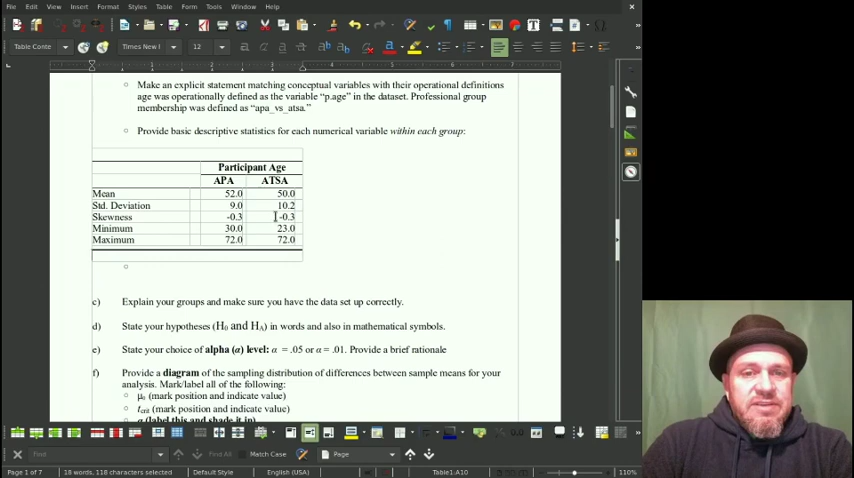 File Edit View Insert Format Styles Table Form Tools Window Help
Table Conte Times New 12
Make an explicit statement matching conceptual variables with their operational definitions
age was operationally defined as the variable “p.age” in the dataset. Professional group
membership was defined as “apa_vs_atsa.”
Provide basic descriptive statistics for each numerical variable within each group:
Participant Age
APA ATSA
Mean 52.0 50.0
Std. Deviation 9.0 10.2
Skewness -0.3 -0.3
Minimum 30.0 23.0
Maximum 72.0 72.0
c) Explain your groups and make sure you have the data set up correctly.
d) State your hypotheses (H0 and HA) in words and also in mathematical symbols.
e) State your choice of alpha (α) level: α = .05 or α = .01. Provide a brief rationale
f) Provide a diagram of the sampling distribution of differences between sample means for your
analysis. Mark/label all of the following:
μ0 (mark position and indicate value)
tcrit (mark position and indicate value)
α (label this and shade it in)
Find Find All Match Case Page
Page 1 of 7 18 words, 118 characters selected Default Style English (USA) Table1:A10 110%